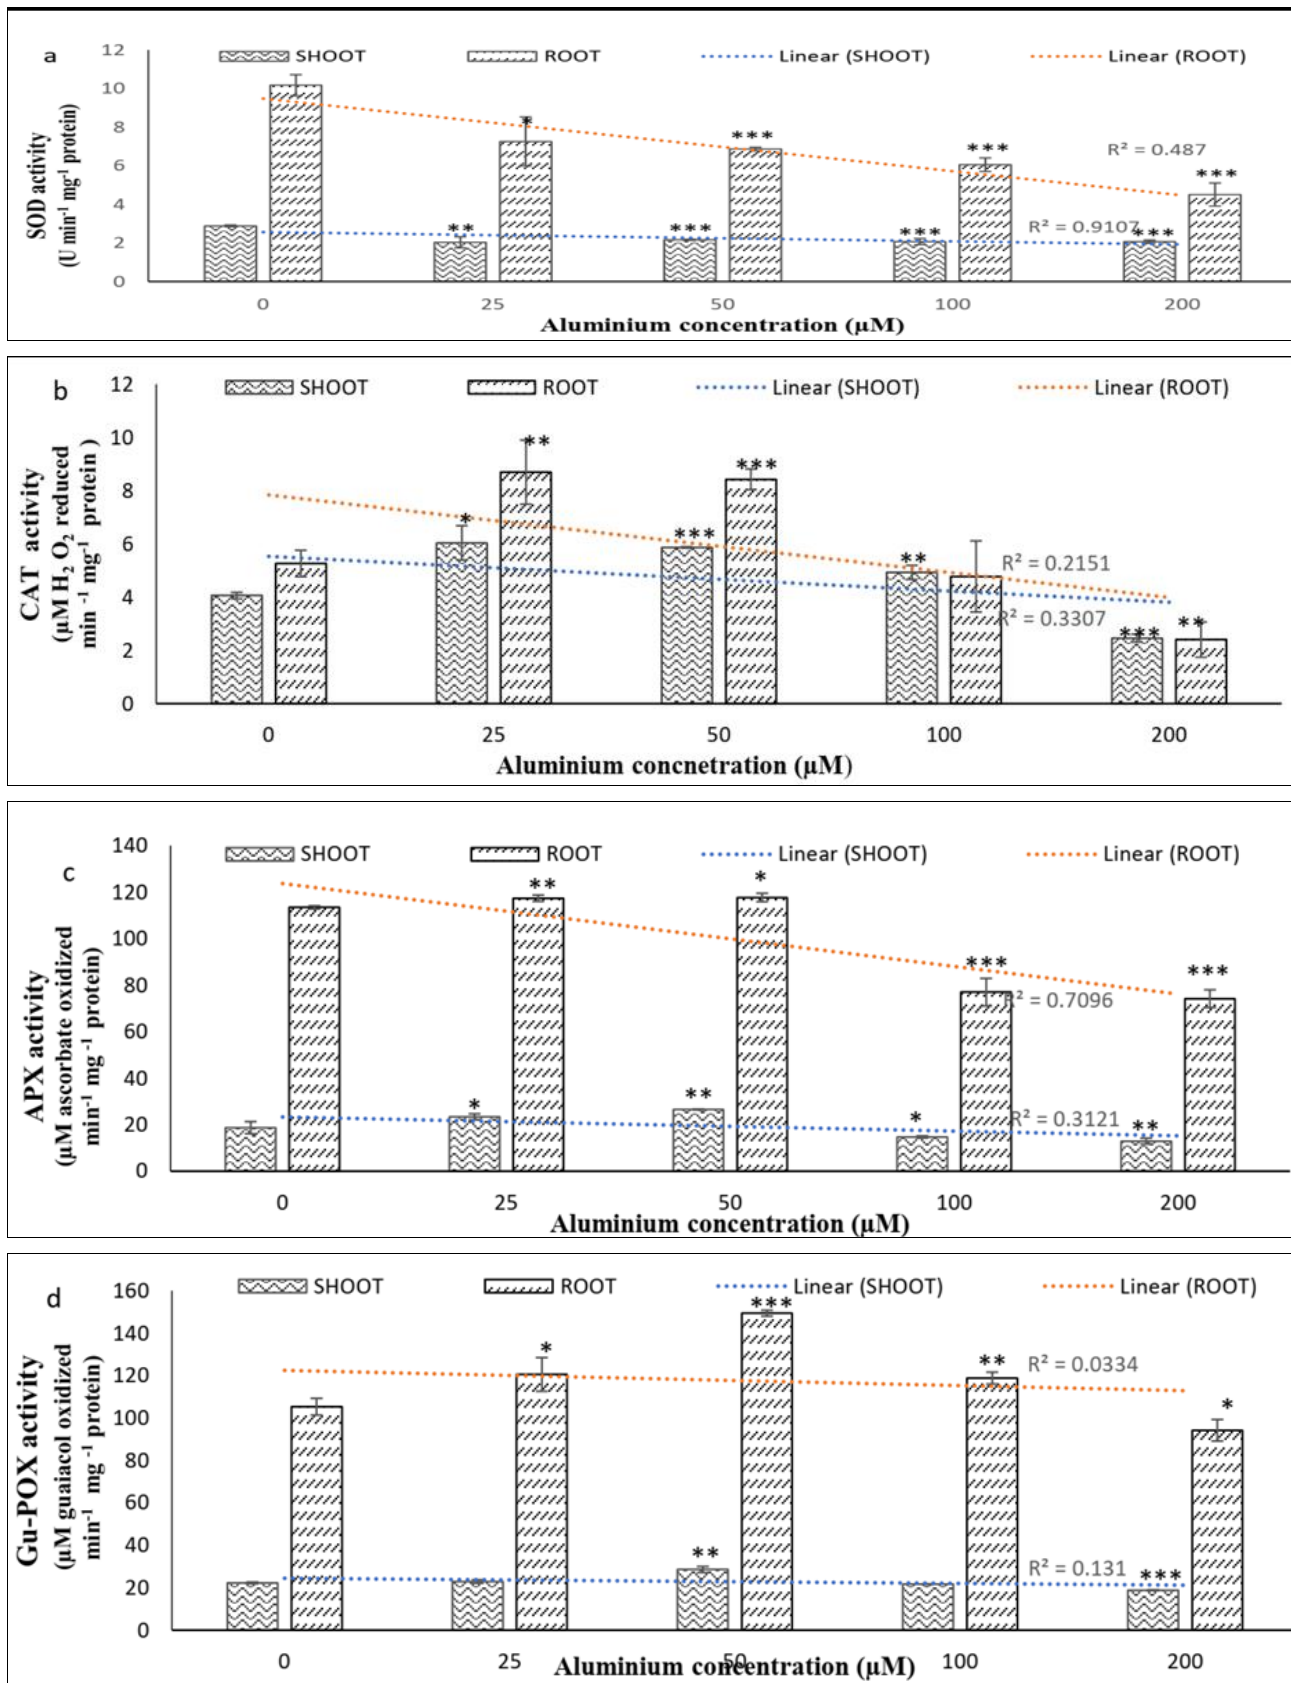 a
12
SHOOT
ROOT
Linear (SHOOT)
Linear (ROOT)
10
8
6
4
2
0
SOD activity
(U min-1 mg-1 protein)
*
***
***
***
R² = 0.487
**
***
***
***
R² = 0.9107
0
25
50
100
200
Aluminium concentration (µM)
b
12
SHOOT
ROOT
Linear (SHOOT)
Linear (ROOT)
10
8
6
4
2
0
CAT activity
(µM H2 O2 reduced
min -1 mg-1 protein )
**
***
*
***
**
R² = 0.2151
R² = 0.3307
***
**
0
25
50
100
200
Aluminium concnetration (µM)
c
140
SHOOT
ROOT
Linear (SHOOT)
Linear (ROOT)
120
100
80
60
40
20
0
APX activity
(µM ascorbate oxidized
min-1 mg -1 protein)
**
*
***
***
R² = 0.7096
*
**
*
R² = 0.3121
**
0
25
50
100
200
Aluminium concentration (µM)
d
160
SHOOT
ROOT
Linear (SHOOT)
Linear (ROOT)
140
120
100
80
60
40
20
0
Gu-POX activity
(µM guaiacol oxidized
min-1 mg -1 protein)
*
***
**
R² = 0.0334
*
**
R² = 0.131
***
0
25
50
100
200
Aluminium concentration (µM)